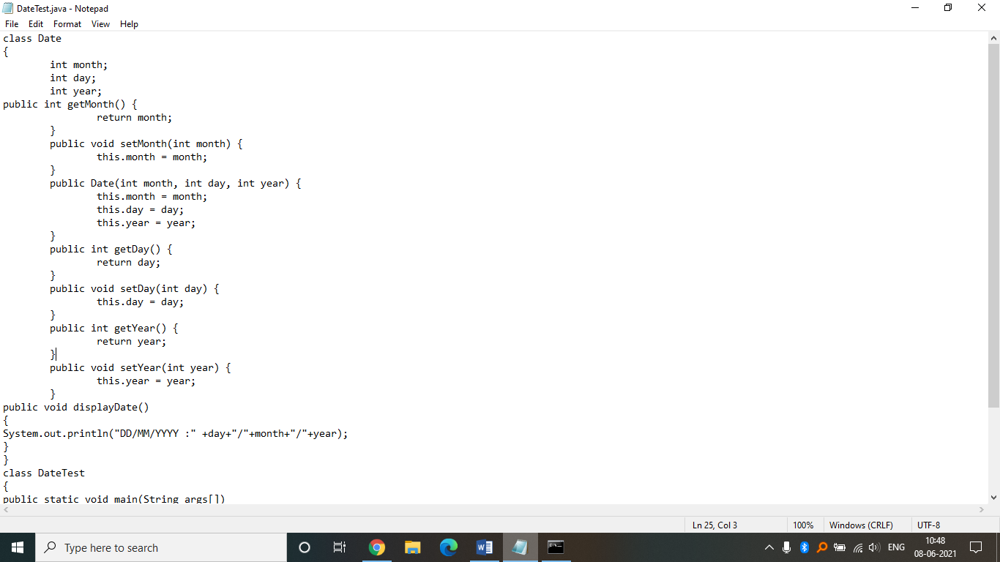 DateTest.java - Notepad
File Edit Format View Help
class Date
{
        int month;
        int day;
        int year;
public int getMonth() {
                return month;
        }
        public void setMonth(int month) {
                this.month = month;
        }
        public Date(int month, int day, int year) {
                this.month = month;
                this.day = day;
                this.year = year;
        }
        public int getDay() {
                return day;
        }
        public void setDay(int day) {
                this.day = day;
        }
        public int getYear() {
                return year;
        }
        public void setYear(int year) {
                this.year = year;
        }
public void displayDate()
{
System.out.println("DD/MM/YYYY :" +day+"/"+month+"/"+year);
}
}
class DateTest
{
public static void main(String args[])
Ln 25, Col 3 100% Windows (CRLF) UTF-8
Type here to search
ENG
10:48
08-06-2021